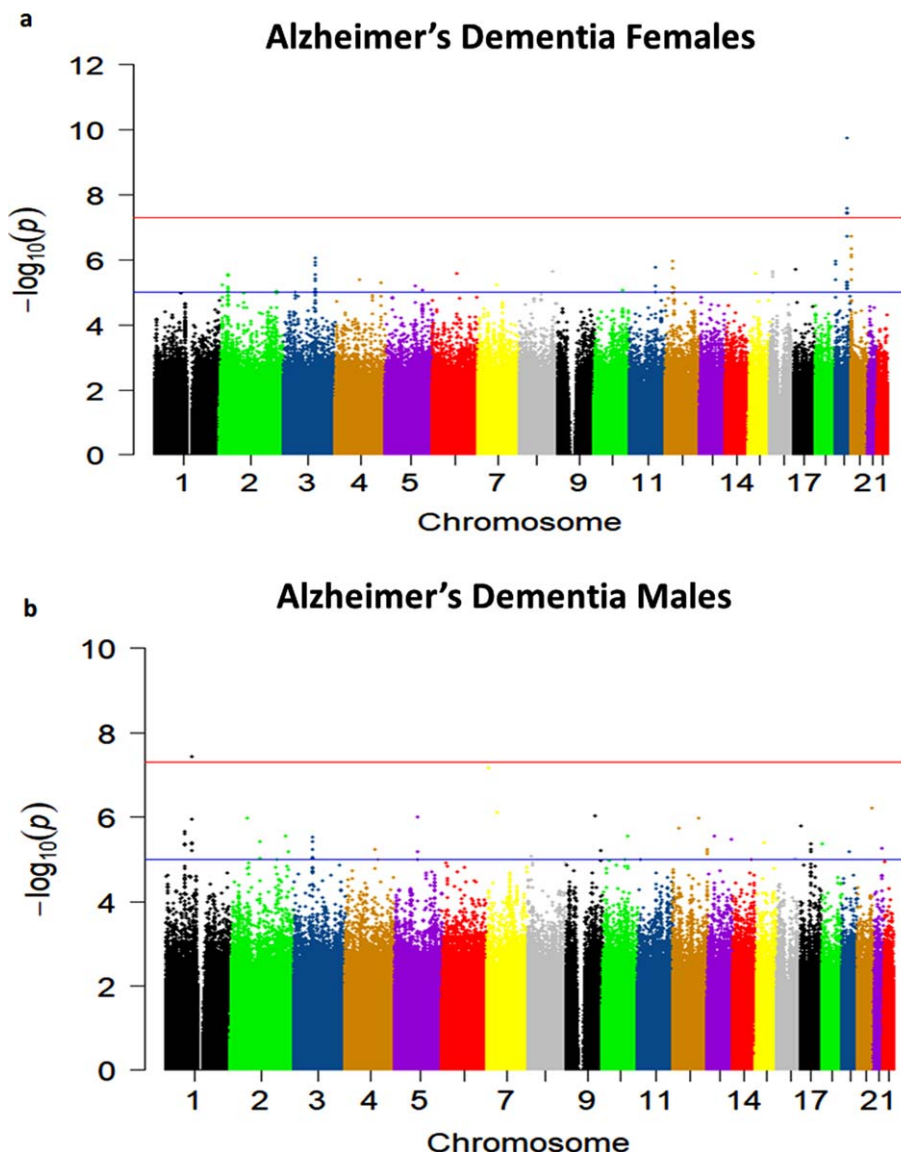 a
Alzheimer's Dementia Females
12
10
8
6
4
2
0
−log₁₀(p)
1 2 3 4 5 7 9 11 14 17 21
Chromosome
b
Alzheimer's Dementia Males
10
8
6
4
2
0
−log₁₀(p)
1 2 3 4 5 7 9 11 14 17 21
Chromosome